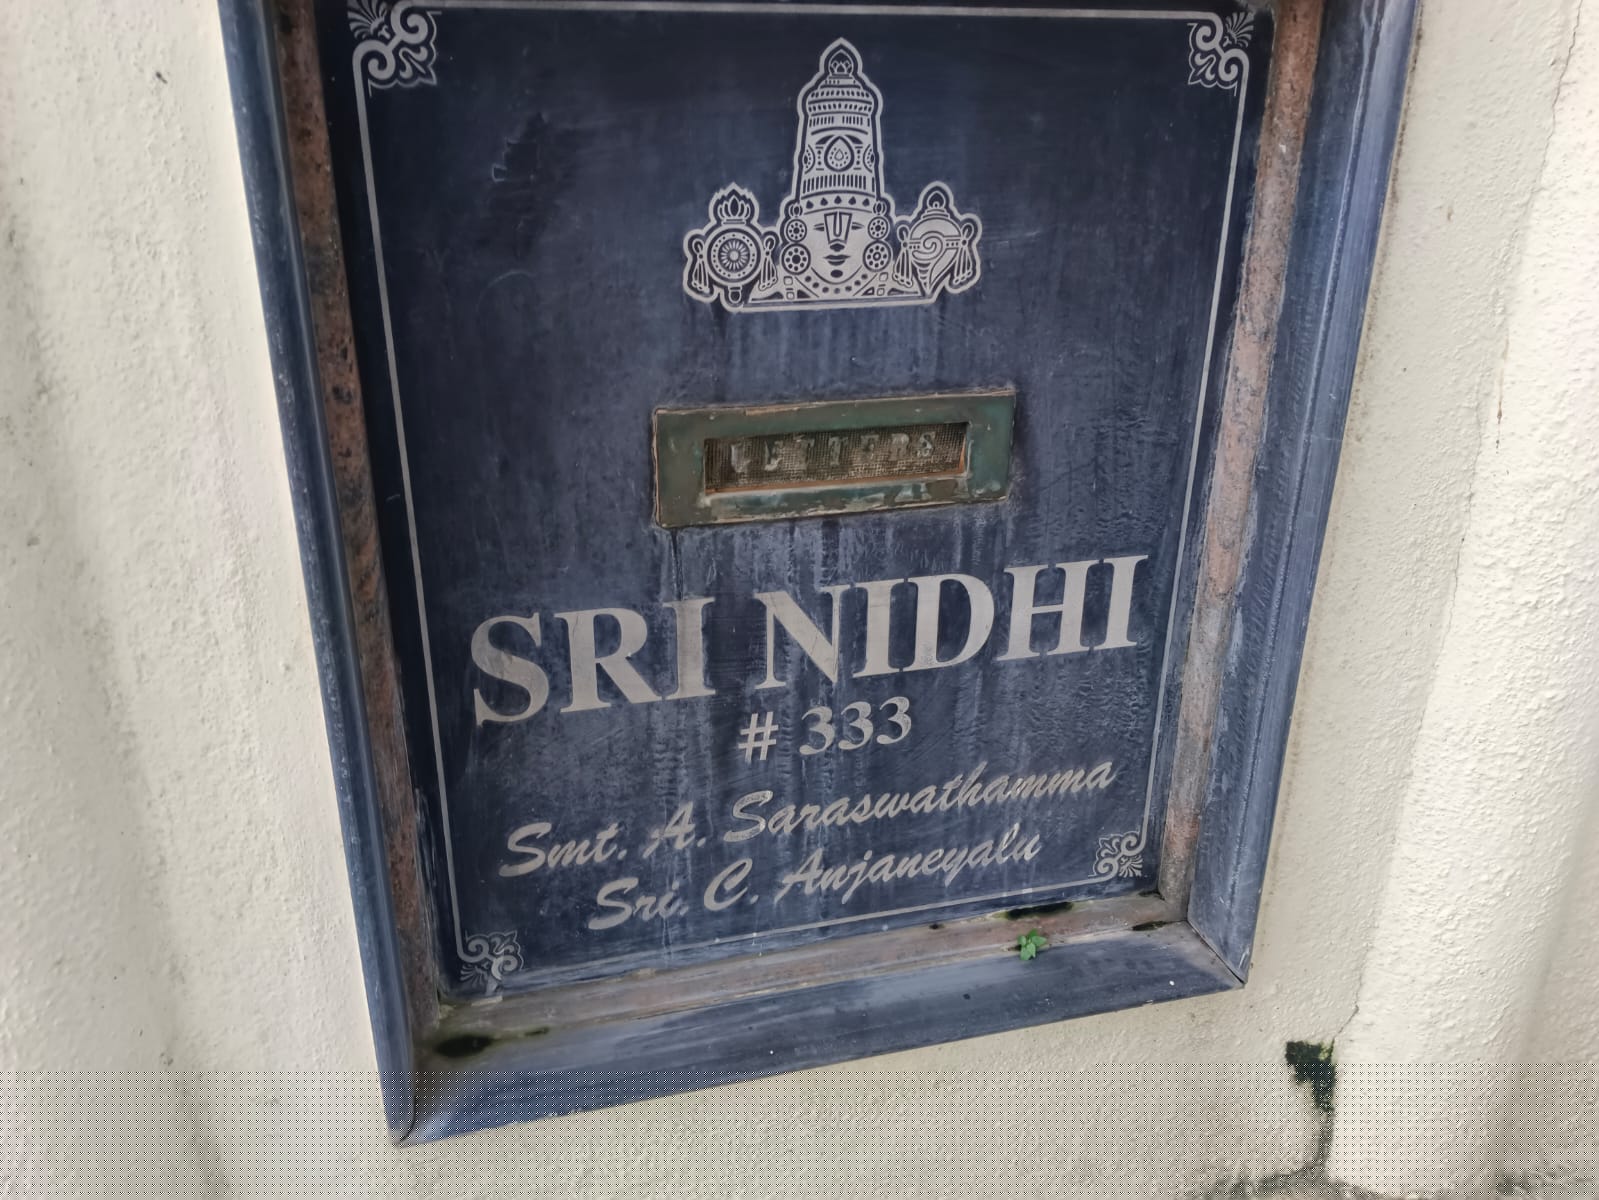 LETTERS
SRI NIDHI
# 333
Smt. A. Saraswathamma
Sri. C. Anjaneyalu